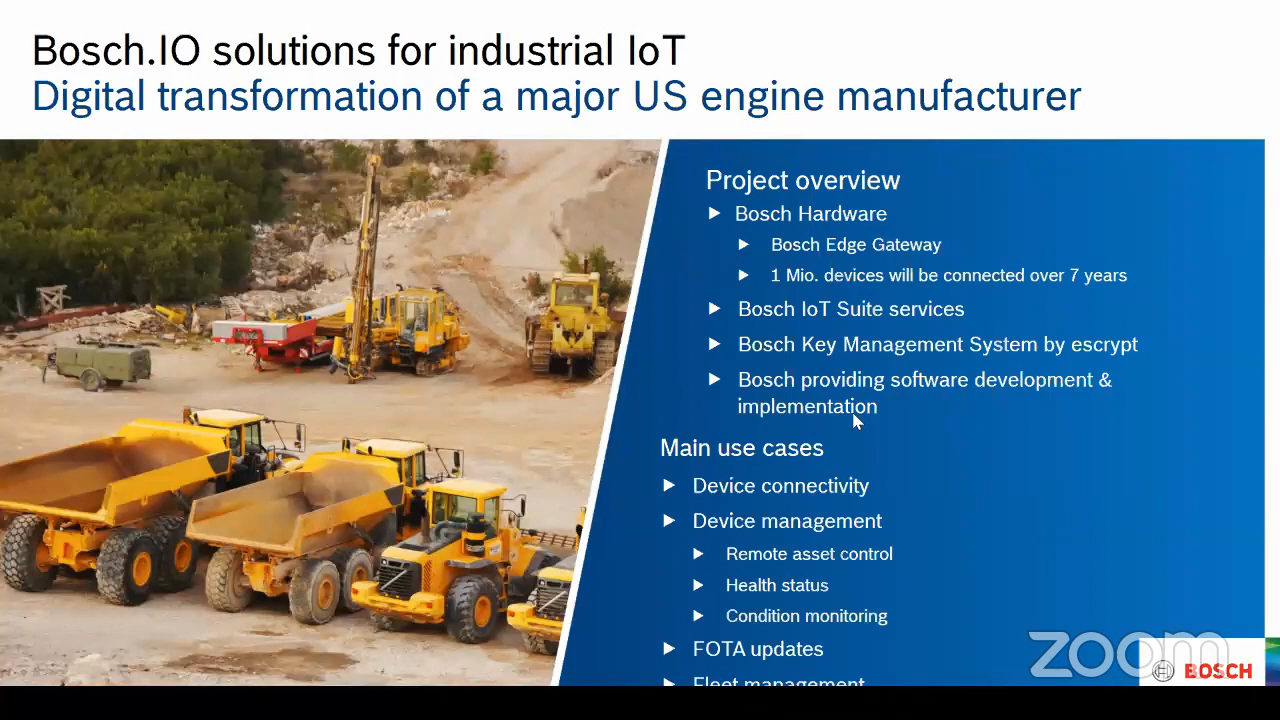 Bosch.IO solutions for industrial IoT
Digital transformation of a major US engine manufacturer
Project overview
Bosch Hardware
Bosch Edge Gateway
1 Mio. devices will be connected over 7 years
Bosch IoT Suite services
Bosch Key Management System by escrypt
Bosch providing software development &
implementation
Main use cases
Device connectivity
Device management
Remote asset control
Health status
Condition monitoring
FOTA updates
Fleet management
zoom
BOSCH